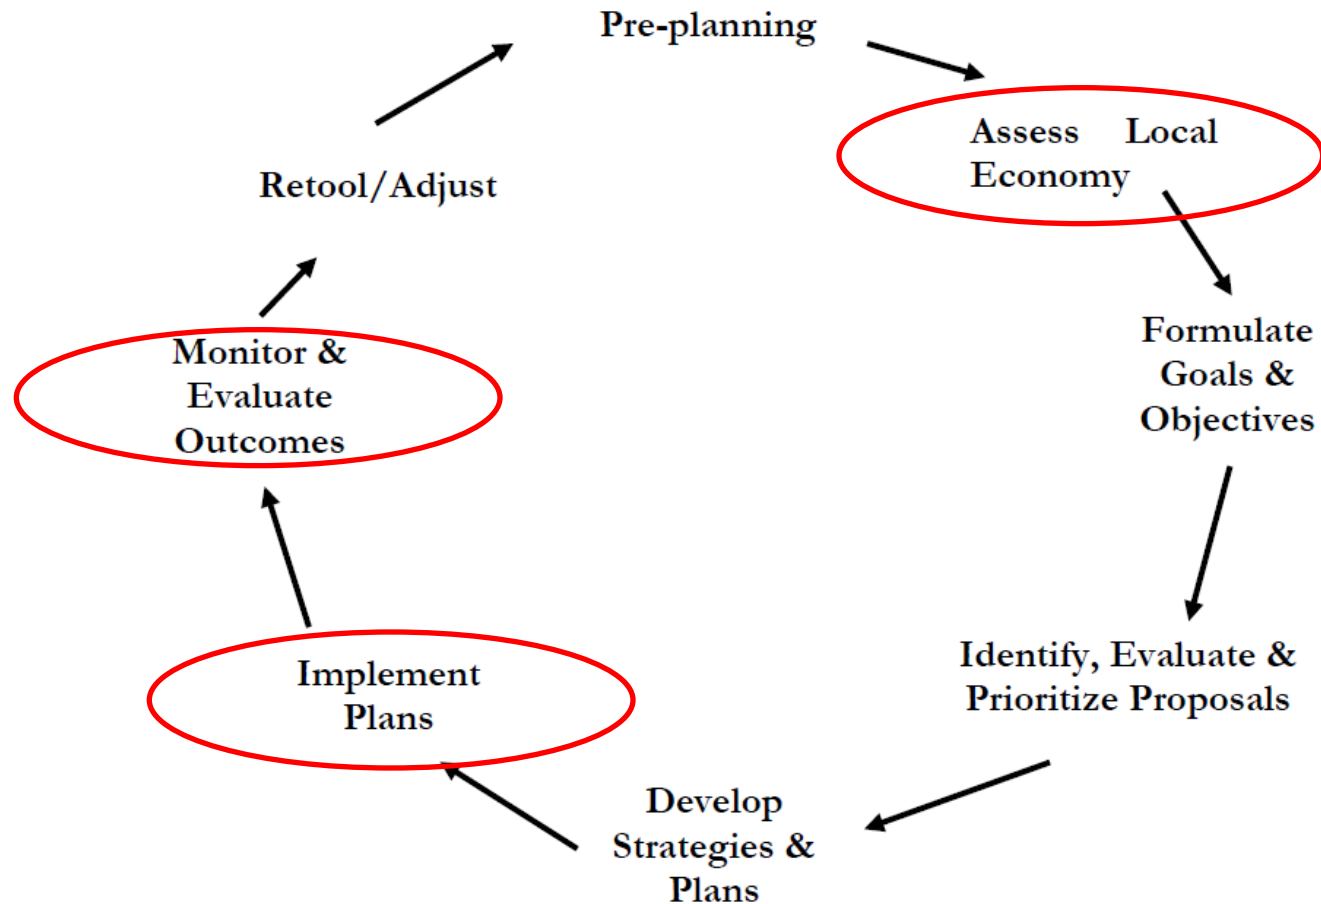 Pre-planning
Assess Local
Economy
Formulate
Goals &
Objectives
Identify, Evaluate &
Prioritize Proposals
Develop
Strategies &
Plans
Implement
Plans
Monitor &
Evaluate
Outcomes
Retool/Adjust